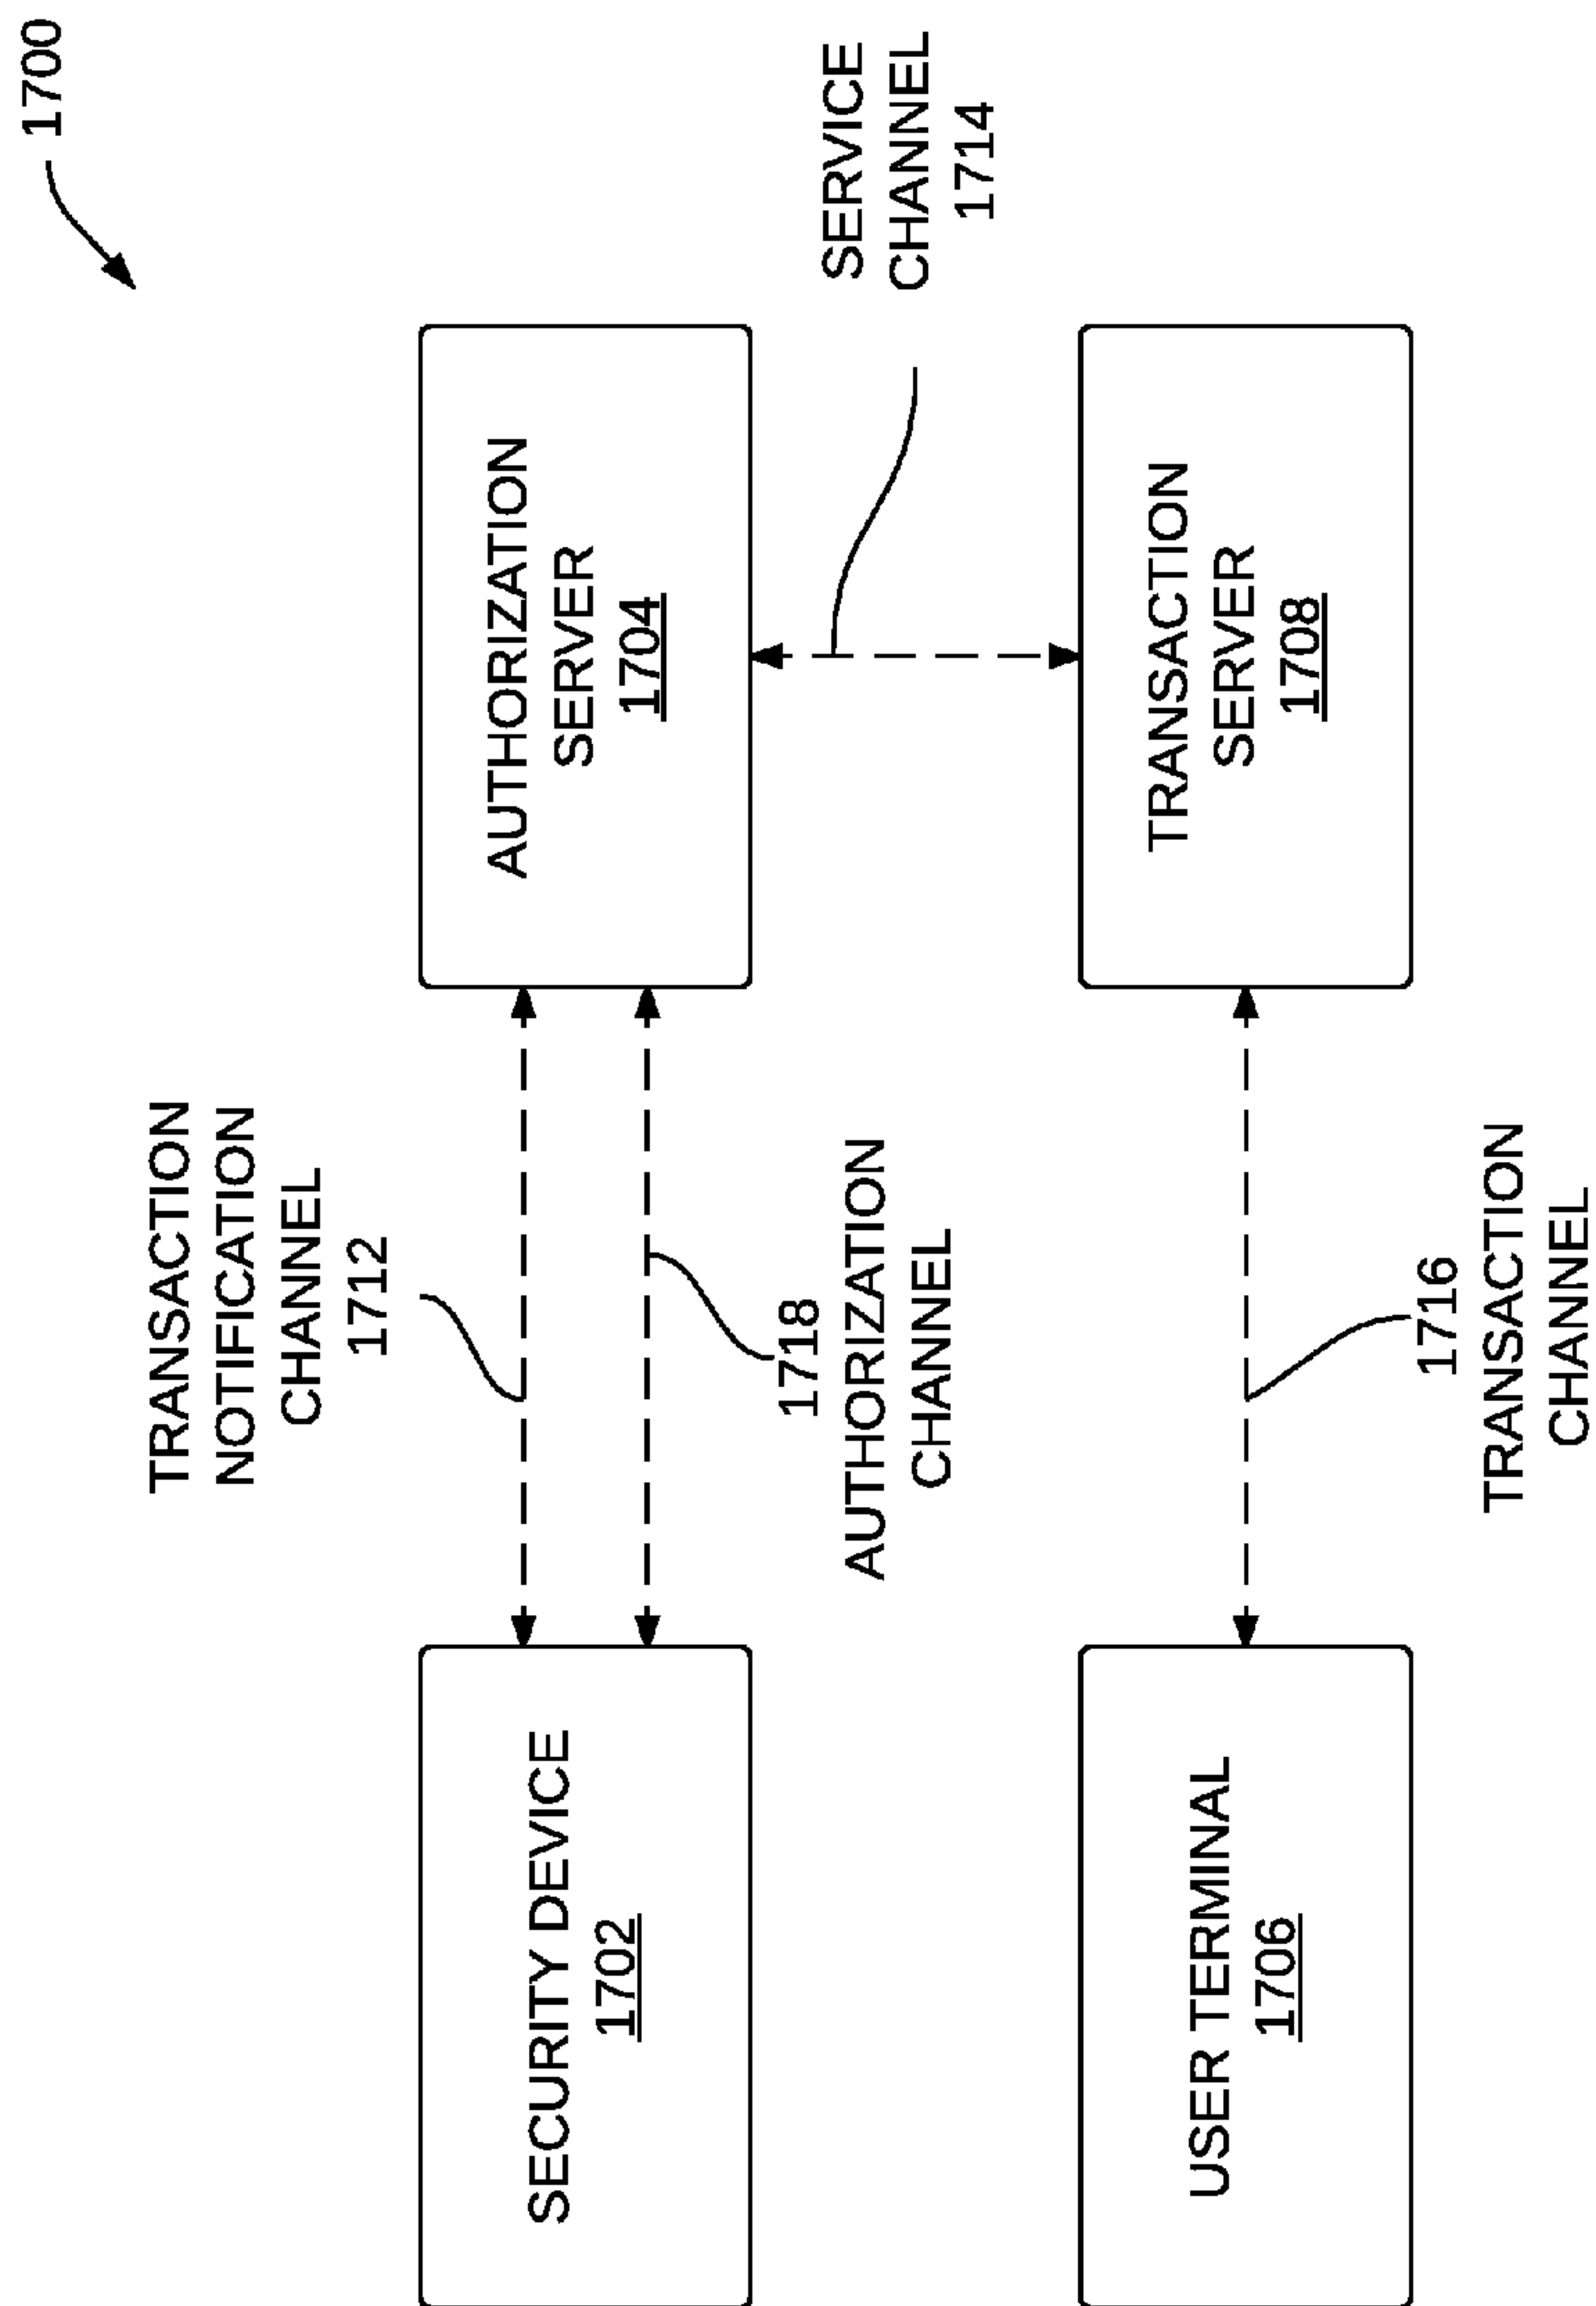 1700
TRANSACTION
NOTIFICATION
CHANNEL
1712
SECURITY DEVICE
1702
AUTHORIZATION
SERVER
1704
1718
AUTHORIZATION
CHANNEL
SERVICE
CHANNEL
1714
USER TERMINAL
1706
TRANSACTION
SERVER
1708
1716
TRANSACTION
CHANNEL